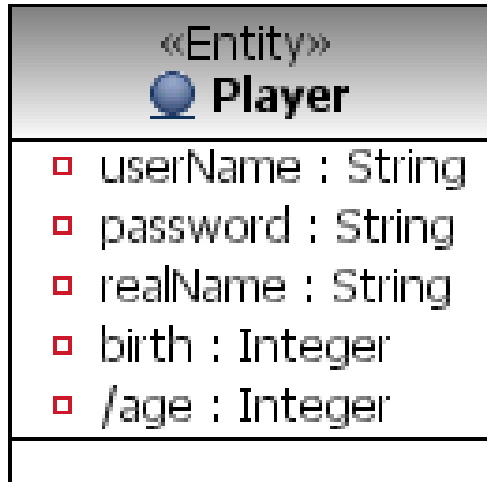 «Entity»
Player
userName : String
password : String
realName : String
birth : Integer
/age : Integer